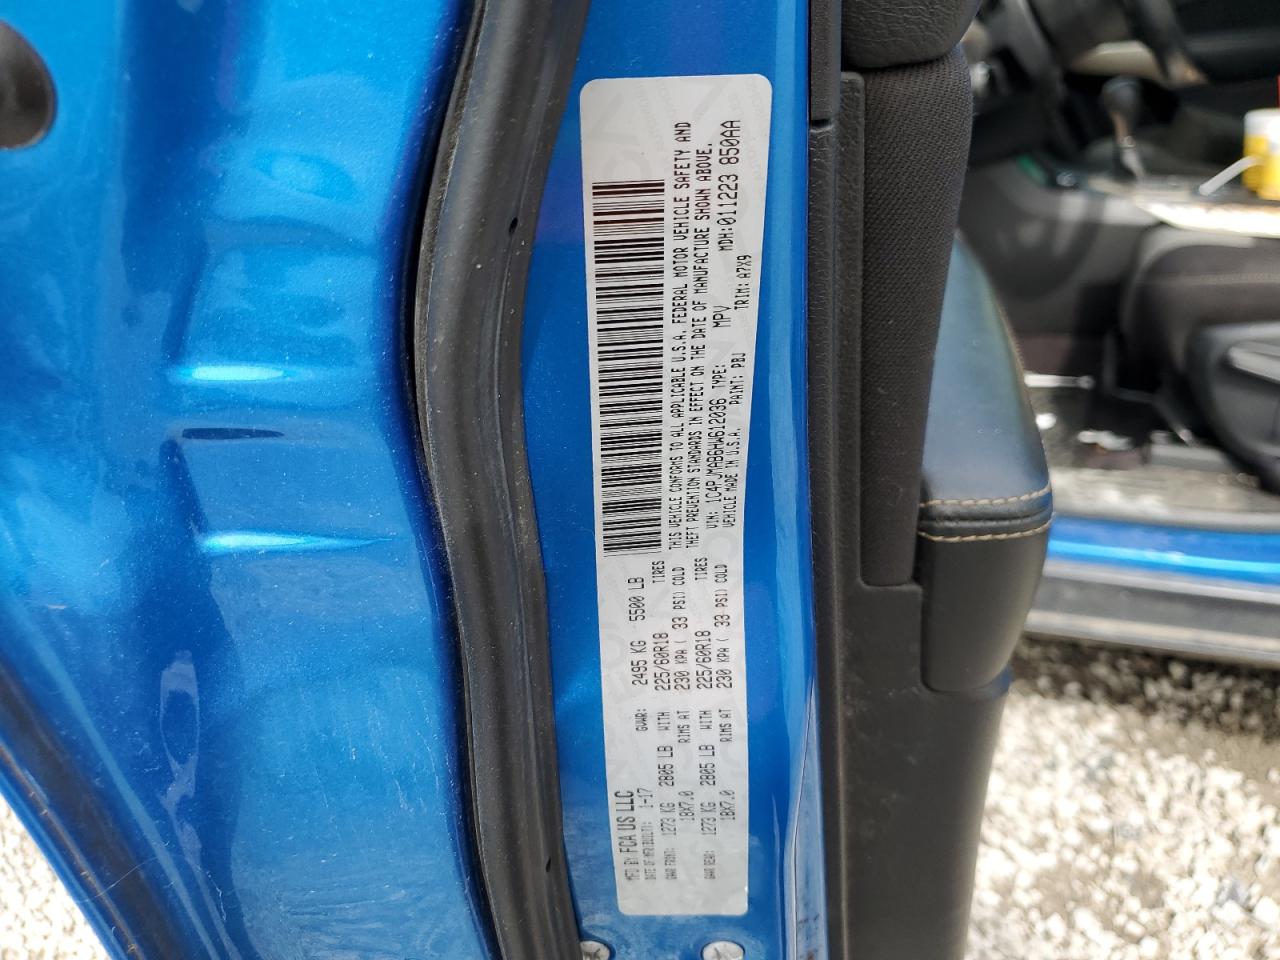 MFD BY FCA US LLC
DATE OF MFR(BUILT): 1-17 GVWR: 2495 KG 5500 LB
GAWR FRONT: 1273 KG 2805 LB WITH 225/60R18 TIRES
18X7.0 RIMS AT 230 KPA ( 33 PSI) COLD
GAWR REAR: 1273 KG 2805 LB WITH 225/60R18 TIRES
18X7.0 RIMS AT 230 KPA ( 33 PSI) COLD
THIS VEHICLE CONFORMS TO ALL APPLICABLE U.S.A. FEDERAL MOTOR VEHICLE SAFETY AND
THEFT PREVENTION STANDARDS IN EFFECT ON THE DATE OF MANUFACTURE SHOWN ABOVE.
VIN: 1C4PJMAB6HW612036 TYPE: MPV MDH:011223 850AA
VEHICLE MADE IN U.S.A. PAINT: PBJ TRIM: A7X9